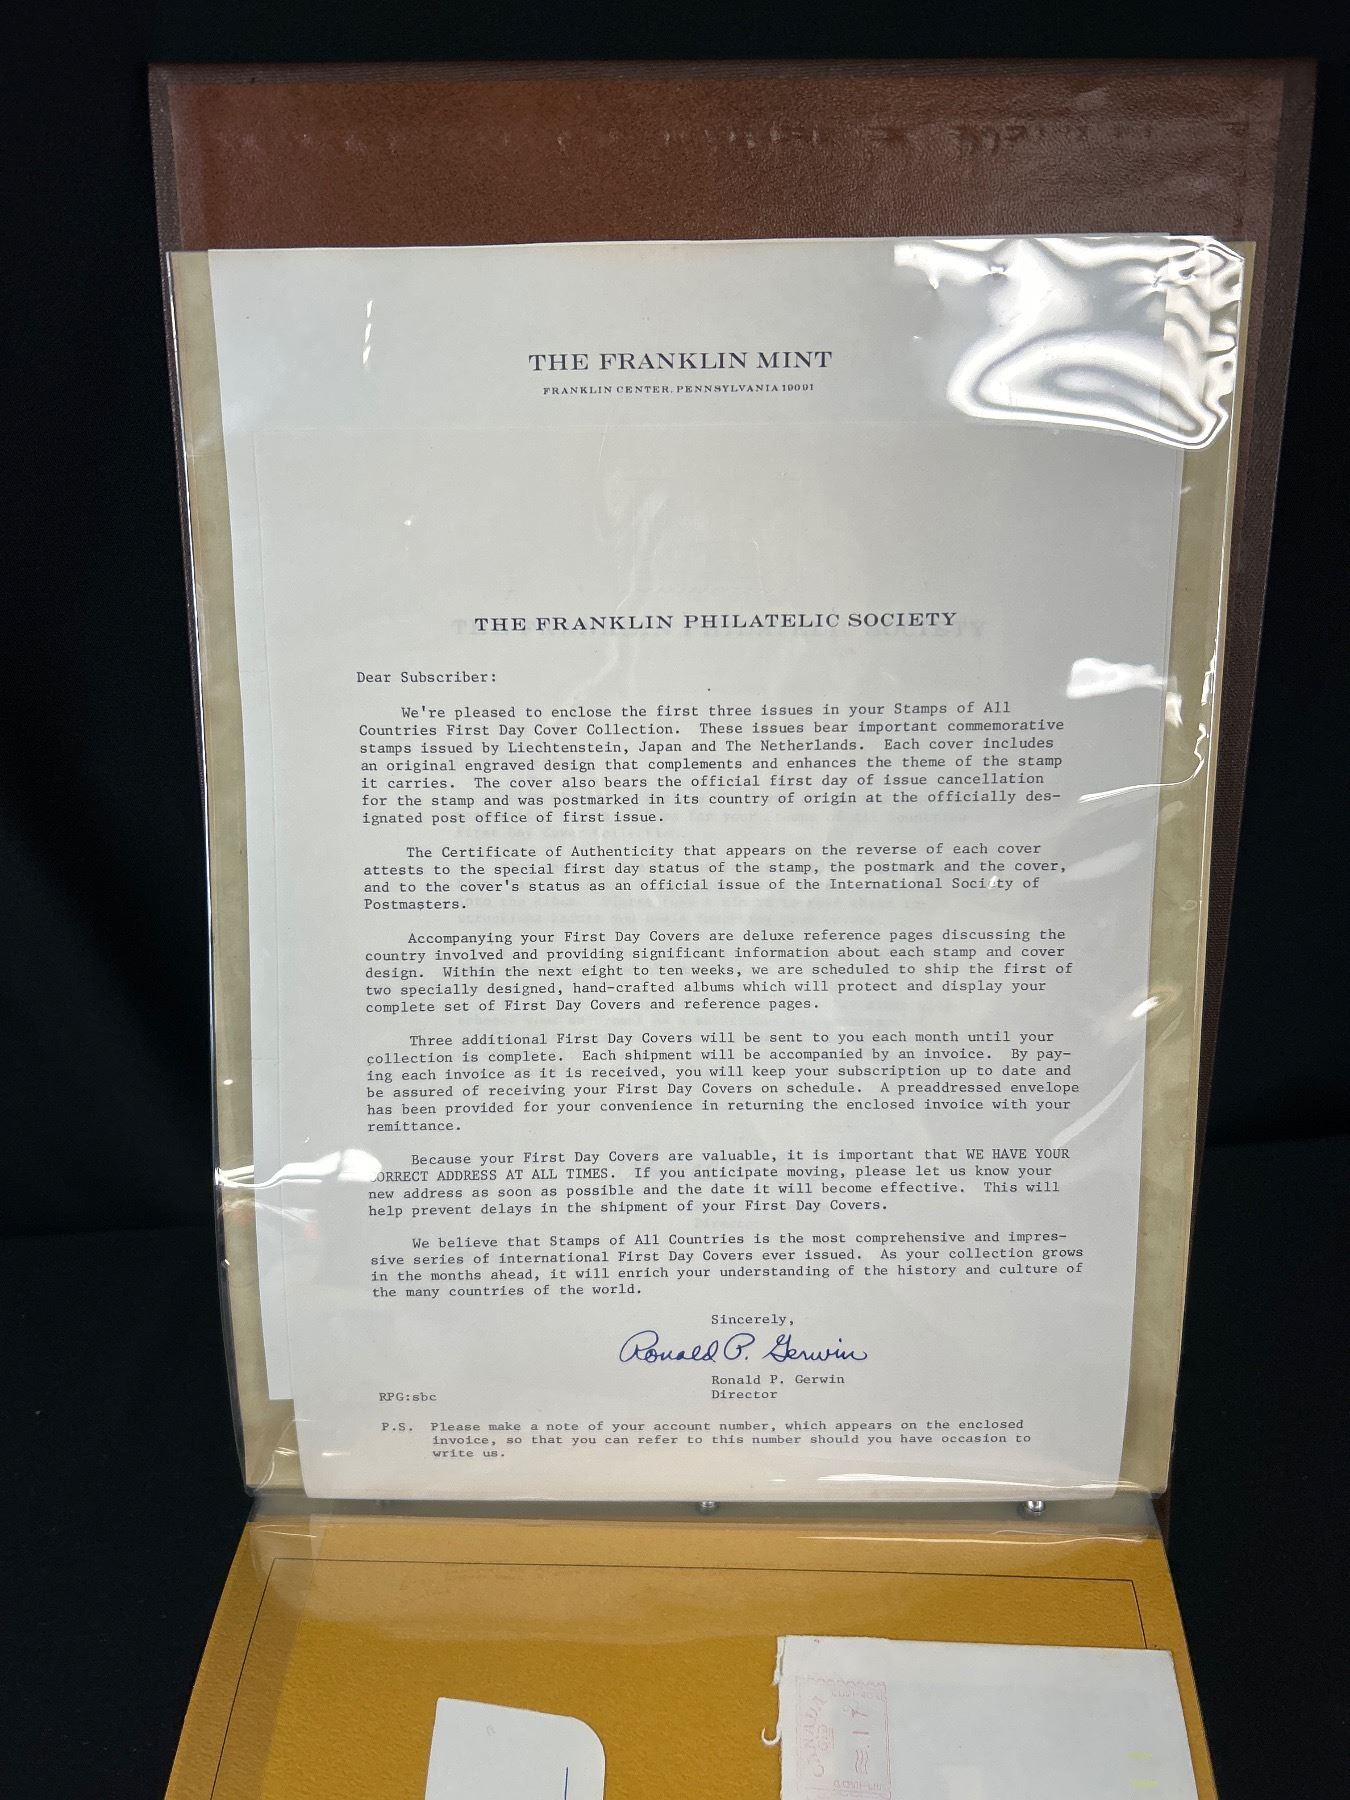 THE FRANKLIN MINT
FRANKLIN CENTER, PENNSYLVANIA 19091
THE FRANKLIN PHILATELIC SOCIETY
Dear Subscriber:
We're pleased to enclose the first three issues in your Stamps of All
Countries First Day Cover Collection. These issues bear important commemorative
stamps issued by Liechtenstein, Japan and The Netherlands. Each cover includes
an original engraved design that complements and enhances the theme of the stamp
it carries. The cover also bears the official first day of issue cancellation
for the stamp and was postmarked in its country of origin at the officially des-
ignated post office of first issue.
The Certificate of Authenticity that appears on the reverse of each cover
attests to the special first day status of the stamp, the postmark and the cover,
and to the cover's status as an official issue of the International Society of
Postmasters.
Accompanying your First Day Covers are deluxe reference pages discussing the
country involved and providing significant information about each stamp and cover
design. Within the next eight to ten weeks, we are scheduled to ship the first of
two specially designed, hand-crafted albums which will protect and display your
complete set of First Day Covers and reference pages.
Three additional First Day Covers will be sent to you each month until your
collection is complete. Each shipment will be accompanied by an invoice. By pay-
ing each invoice as it is received, you will keep your subscription up to date and
be assured of receiving your First Day Covers on schedule. A preaddressed envelope
has been provided for your convenience in returning the enclosed invoice with your
remittance.
Because your First Day Covers are valuable, it is important that WE HAVE YOUR
CORRECT ADDRESS AT ALL TIMES. If you anticipate moving, please let us know your
new address as soon as possible and the date it will become effective. This will
help prevent delays in the shipment of your First Day Covers.
We believe that Stamps of All Countries is the most comprehensive and impres-
sive series of international First Day Covers ever issued. As your collection grows
in the months ahead, it will enrich your understanding of the history and culture of
the many countries of the world.
Sincerely,
Ronald P. Gerwin
Ronald P. Gerwin
Director
RPG:sbc
P.S. Please make a note of your account number, which appears on the enclosed
invoice, so that you can refer to this number should you have occasion to
write us.